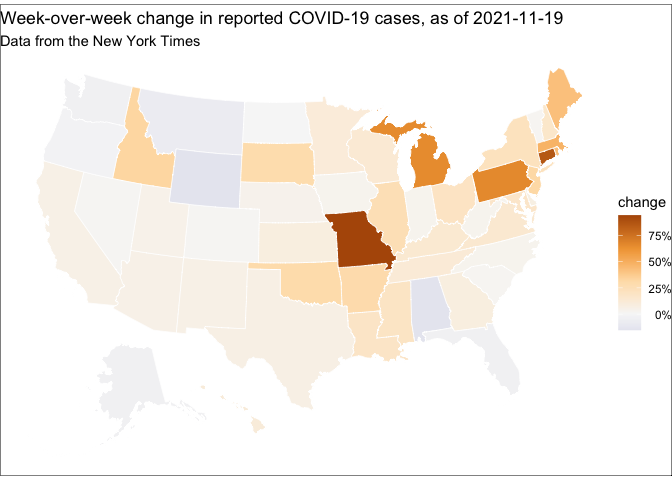 Week-over-week change in reported COVID-19 cases, as of 2021-11-19
Data from the New York Times
change
75%
50%
25%
0%